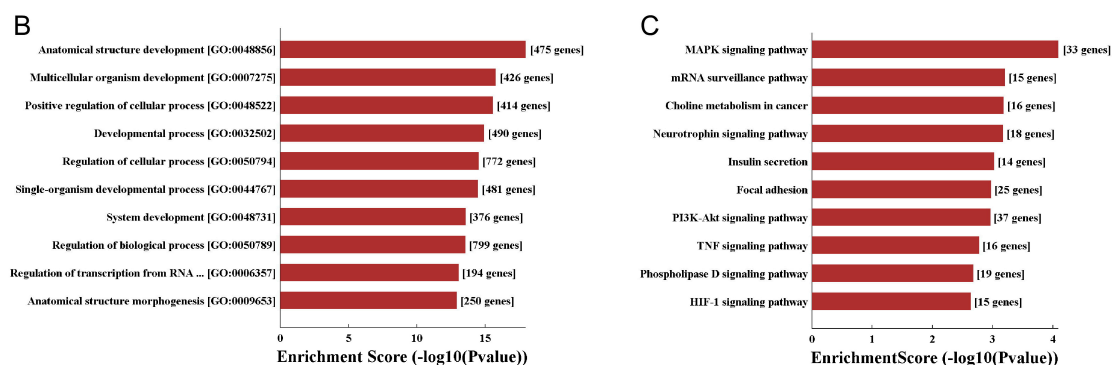 B
Anatomical structure development [GO:0048856] [475 genes]
Multicellular organism development [GO:0007275] [426 genes]
Positive regulation of cellular process [GO:0048522] [414 genes]
Developmental process [GO:0032502] [490 genes]
Regulation of cellular process [GO:0050794] [772 genes]
Single-organism developmental process [GO:0044767] [481 genes]
System development [GO:0048731] [376 genes]
Regulation of biological process [GO:0050789] [799 genes]
Regulation of transcription from RNA ... [GO:0006357] [194 genes]
Anatomical structure morphogenesis [GO:0009653] [250 genes]
0 5 10 15
Enrichment Score (-log10(Pvalue))
C
MAPK signaling pathway [33 genes]
mRNA surveillance pathway [15 genes]
Choline metabolism in cancer [16 genes]
Neurotrophin signaling pathway [18 genes]
Insulin secretion [14 genes]
Focal adhesion [25 genes]
PI3K-Akt signaling pathway [37 genes]
TNF signaling pathway [16 genes]
Phospholipase D signaling pathway [19 genes]
HIF-1 signaling pathway [15 genes]
0 1 2 3 4
EnrichmentScore (-log10(Pvalue))